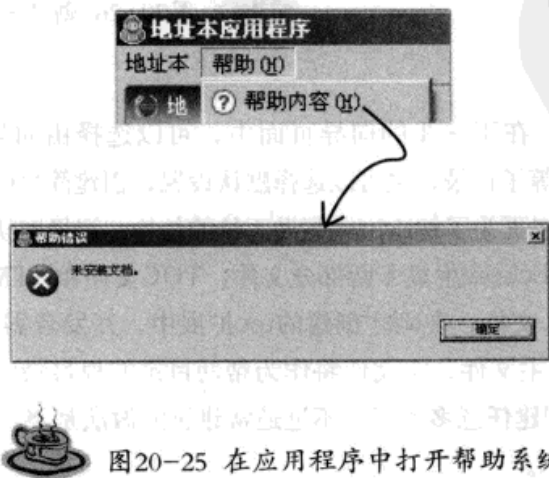 地址本应用程序
地址本 帮助(H)
地 ? 帮助内容(H)
帮助错误
未安装文档。
确定
图20-25 在应用程序中打开帮助系统